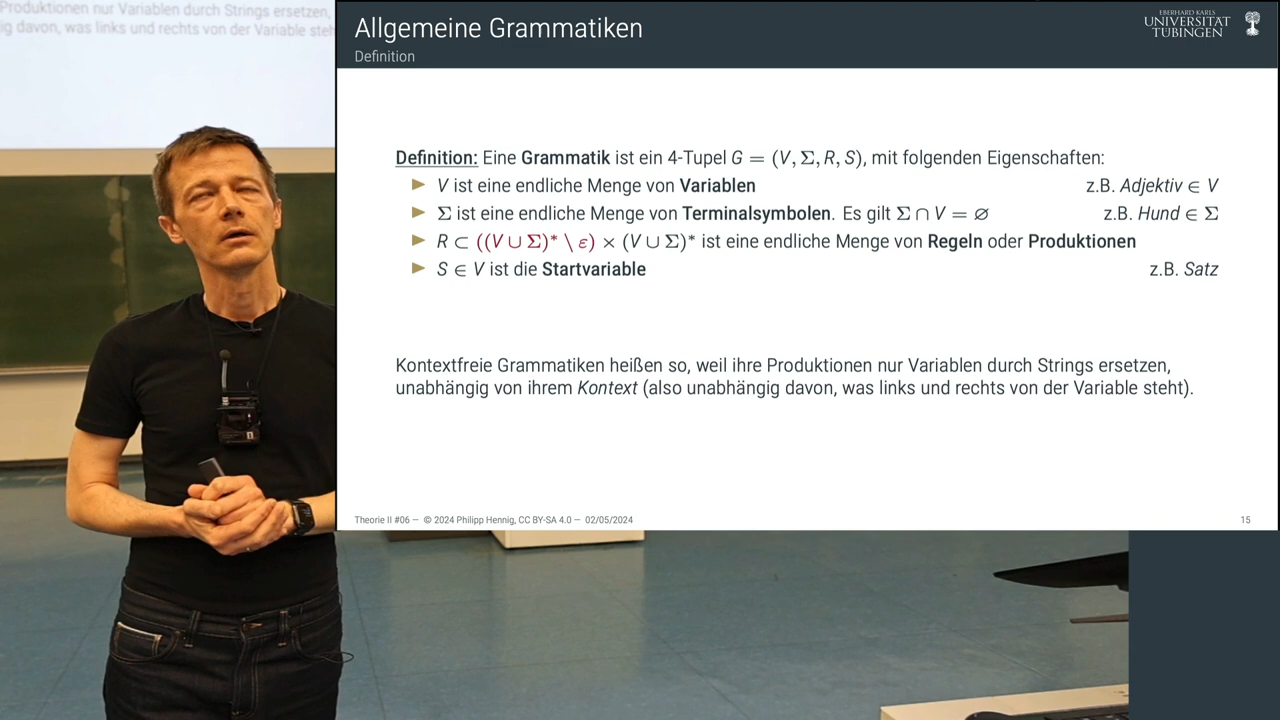 Produktionen nur Variablen durch Strings ersetzen,
ig davon, was links und rechts von der Variable steh
Allgemeine Grammatiken
Definition
EBERHARD KARLS
UNIVERSITÄT
TÜBINGEN
Definition: Eine Grammatik ist ein 4-Tupel G = (V, Σ, R, S), mit folgenden Eigenschaften:
► V ist eine endliche Menge von Variablen z.B. Adjektiv ∈ V
► Σ ist eine endliche Menge von Terminalsymbolen. Es gilt Σ ∩ V = ∅ z.B. Hund ∈ Σ
► R ⊂ ((V ∪ Σ)* \ ε) × (V ∪ Σ)* ist eine endliche Menge von Regeln oder Produktionen
► S ∈ V ist die Startvariable z.B. Satz
Kontextfreie Grammatiken heißen so, weil ihre Produktionen nur Variablen durch Strings ersetzen,
unabhängig von ihrem Kontext (also unabhängig davon, was links und rechts von der Variable steht).
Theorie II #06 — © 2024 Philipp Hennig, CC BY-SA 4.0 — 02/05/2024 15